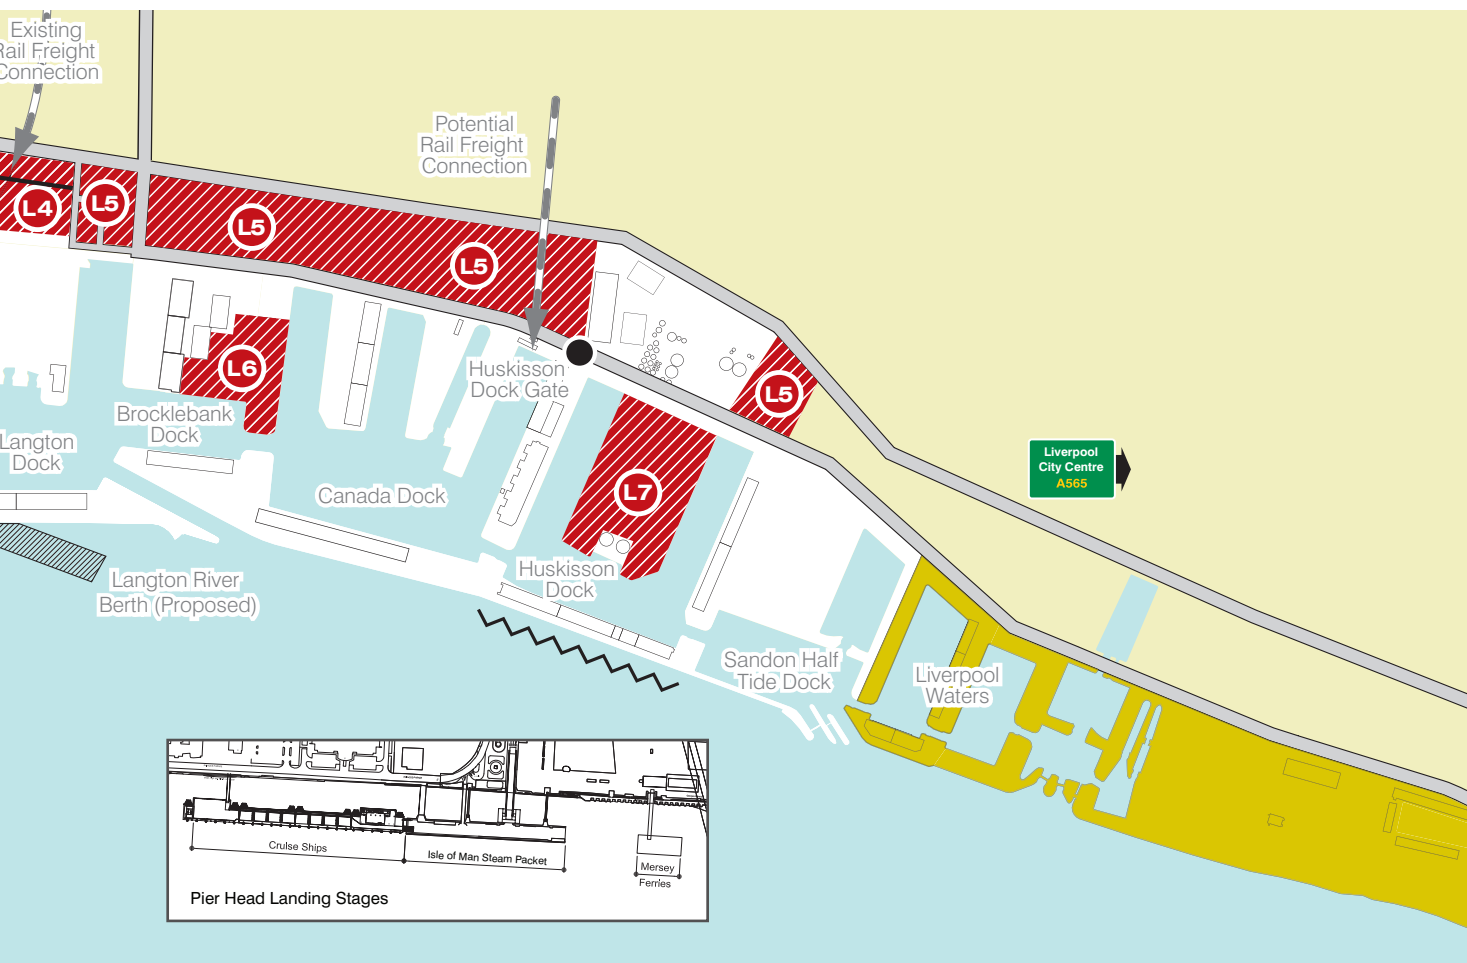 Existing
Rail Freight
Connection
Potential
Rail Freight
Connection
L4
L5
L5
L5
L6
Huskisson
Dock Gate
L5
Brocklebank
Dock
Langton
Dock
Liverpool
City Centre
A565
Canada Dock
L7
Langton River
Berth (Proposed)
Huskisson
Dock
Sandon Half
Tide Dock
Liverpool
Waters
Cruise Ships
Isle of Man Steam Packet
Mersey
Ferries
Pier Head Landing Stages